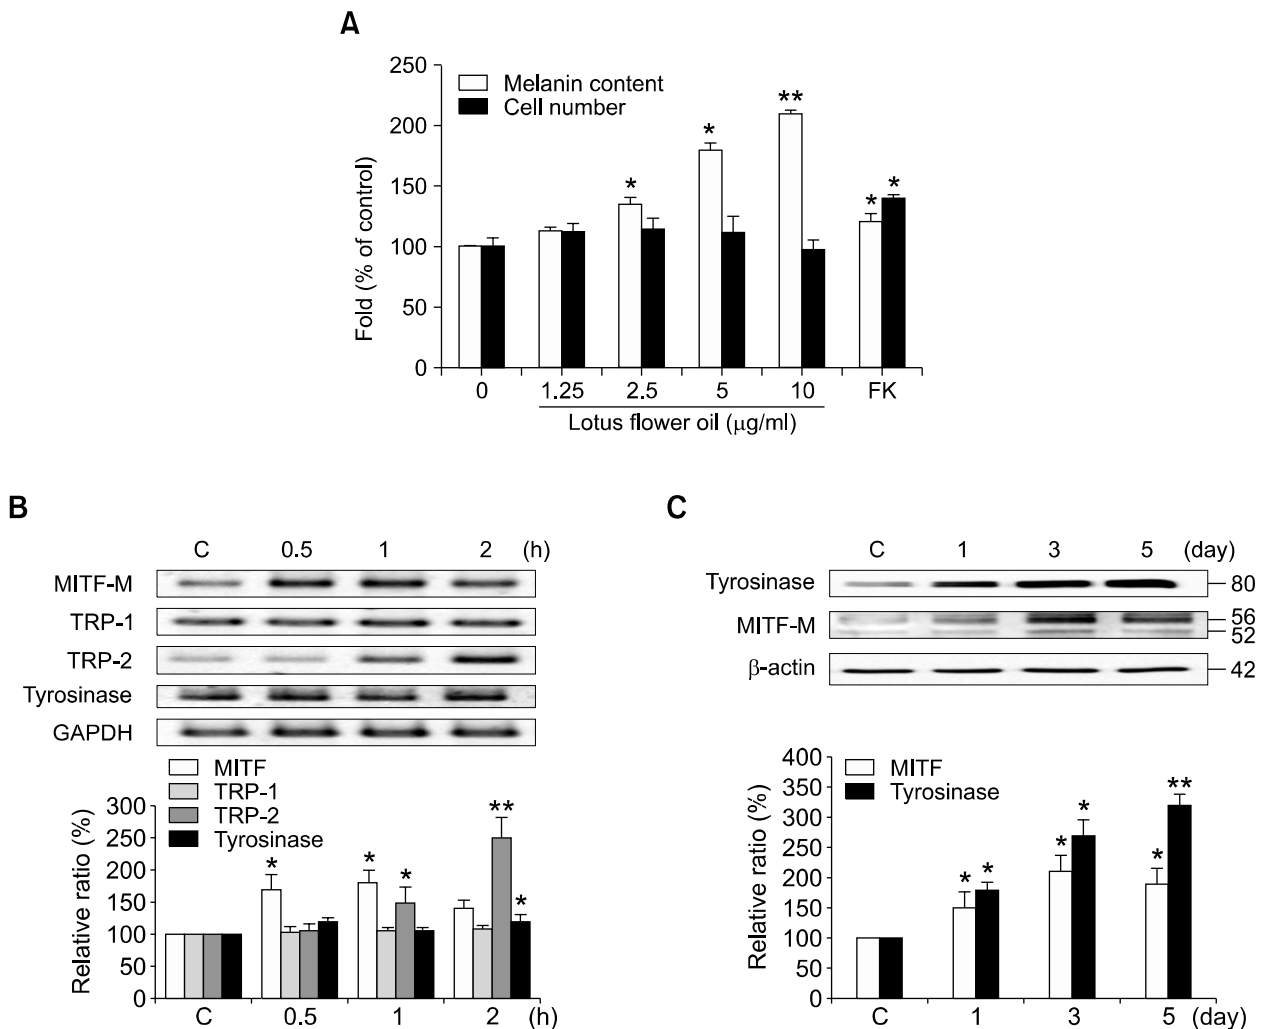 A
250
200
150
100
50
0
Fold (% of control)
Melanin content
Cell number
* * ** * *
0 1.25 2.5 5 10 FK
Lotus flower oil (μg/ml)
B
C 0.5 1 2 (h)
MITF-M
TRP-1
TRP-2
Tyrosinase
GAPDH
MITF
TRP-1
TRP-2
Tyrosinase
300
250
200
150
100
50
0
Relative ratio (%)
* * * ** *
C 0.5 1 2 (h)
C
C 1 3 5 (day)
Tyrosinase 80
MITF-M 56
52
β-actin 42
MITF
Tyrosinase
400
350
300
250
200
150
100
50
0
Relative ratio (%)
* * * * * **
C 1 3 5 (day)